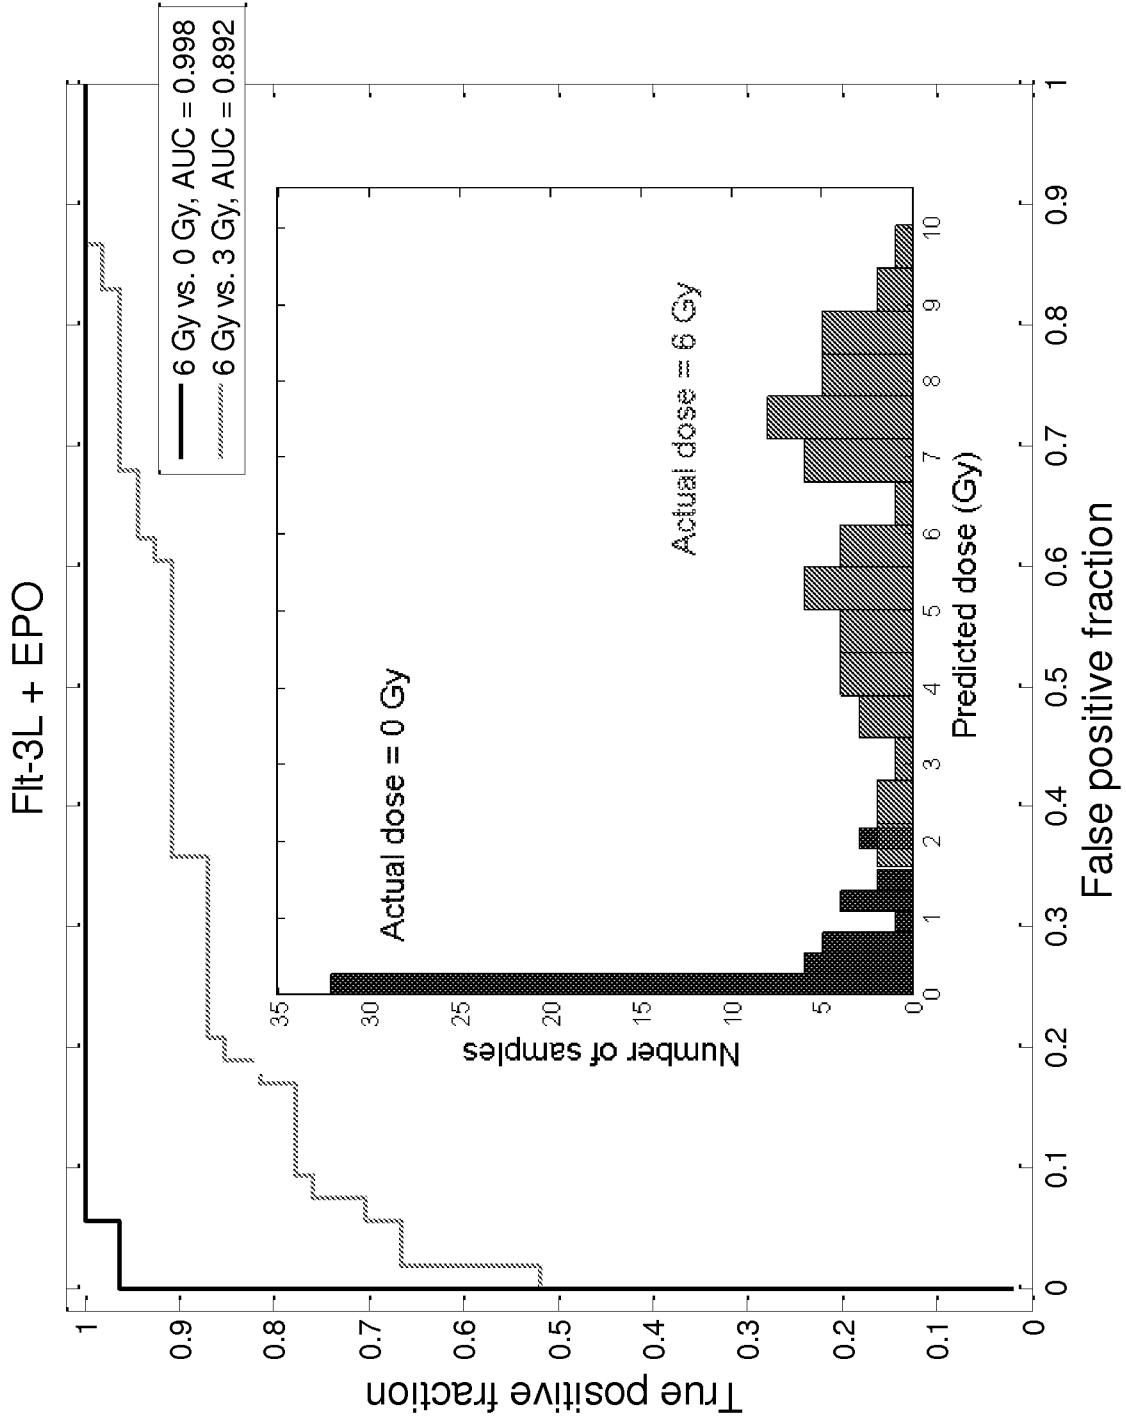 Flt-3L + EPO
6 Gy vs. 0 Gy, AUC = 0.998
6 Gy vs. 3 Gy, AUC = 0.892
True positive fraction
1
0.9
0.8
0.7
0.6
0.5
0.4
0.3
0.2
0.1
0
Number of samples
35
30
25
20
15
10
5
0
Actual dose = 0 Gy
Actual dose = 6 Gy
0 1 2 3 4 5 6 7 8 9 10
Predicted dose (Gy)
0 0.1 0.2 0.3 0.4 0.5 0.6 0.7 0.8 0.9 1
False positive fraction